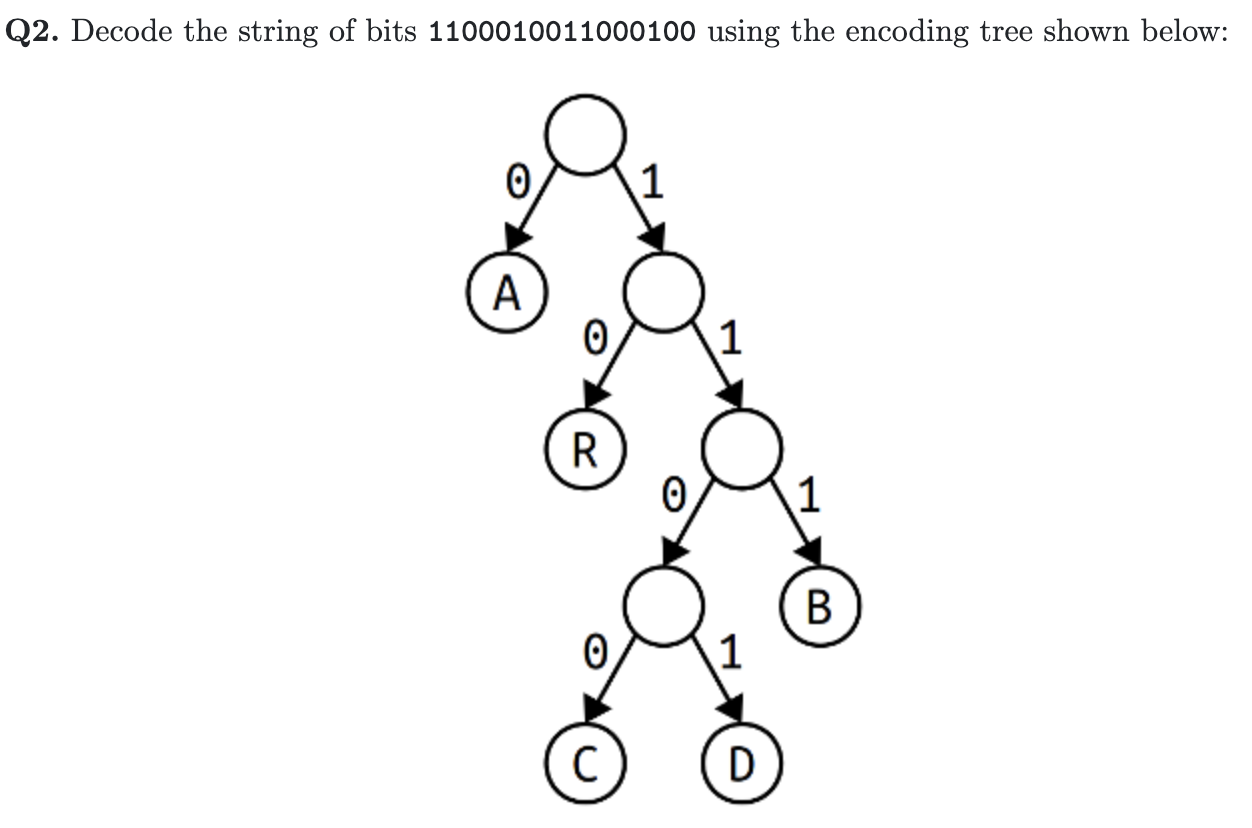 Q2. Decode the string of bits 1100010011000100 using the encoding tree shown below:
0 1
A
0 1
R
0 1
B
0 1
C D